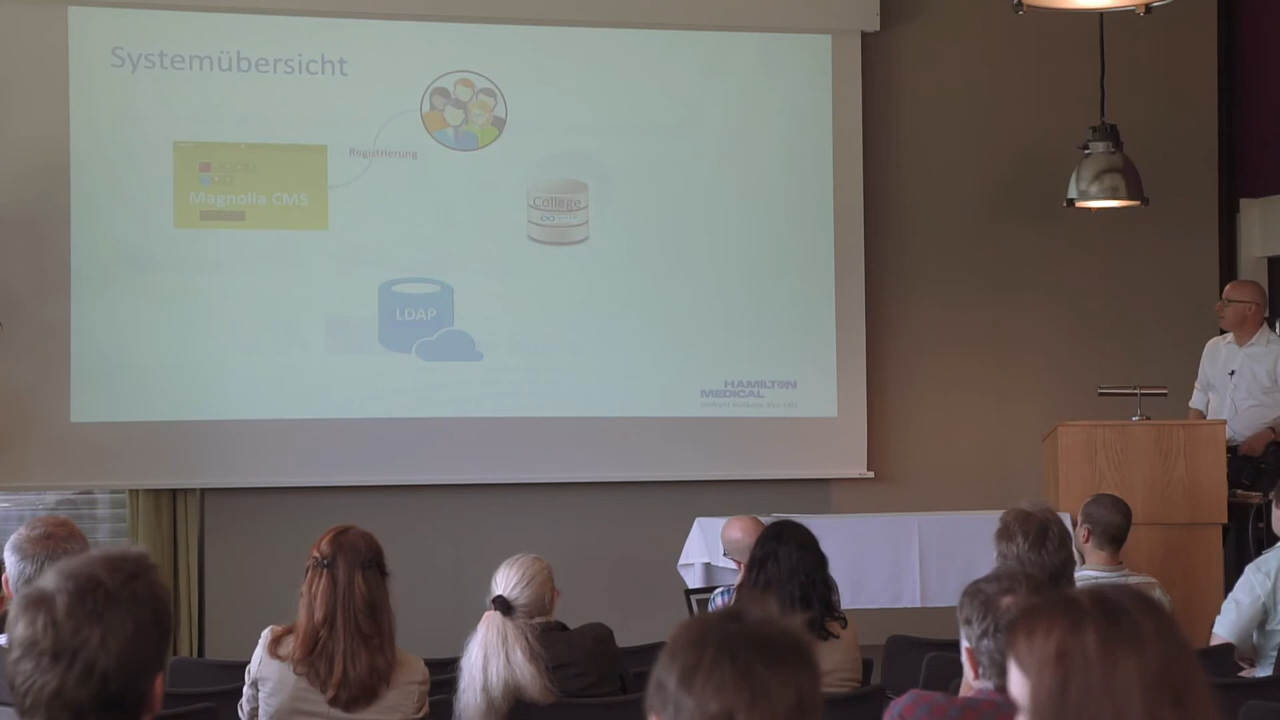 Systemübersicht
Registrierung
Magnolia CMS
College
LDAP
HAMILTON
MEDICAL